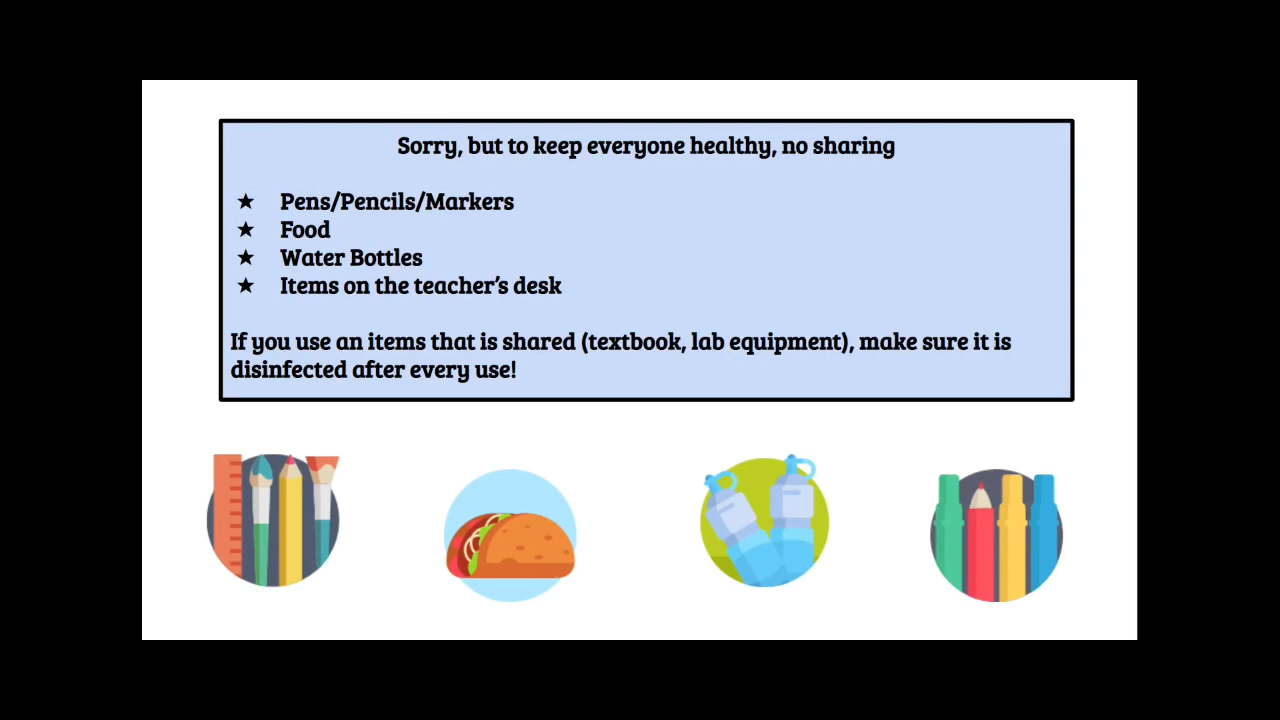 Sorry, but to keep everyone healthy, no sharing
★ Pens/Pencils/Markers
★ Food
★ Water Bottles
★ Items on the teacher’s desk
If you use an items that is shared (textbook, lab equipment), make sure it is
disinfected after every use!